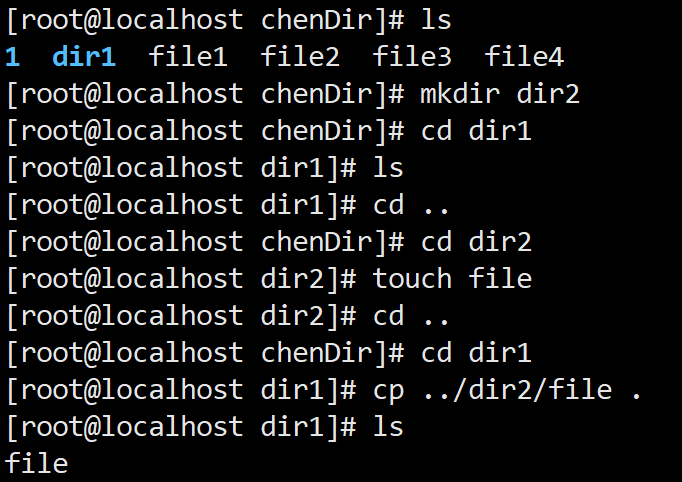 [root@localhost chenDir]# ls
1  dir1  file1  file2  file3  file4
[root@localhost chenDir]# mkdir dir2
[root@localhost chenDir]# cd dir1
[root@localhost dir1]# ls
[root@localhost dir1]# cd ..
[root@localhost chenDir]# cd dir2
[root@localhost dir2]# touch file
[root@localhost dir2]# cd ..
[root@localhost chenDir]# cd dir1
[root@localhost dir1]# cp ../dir2/file .
[root@localhost dir1]# ls
file